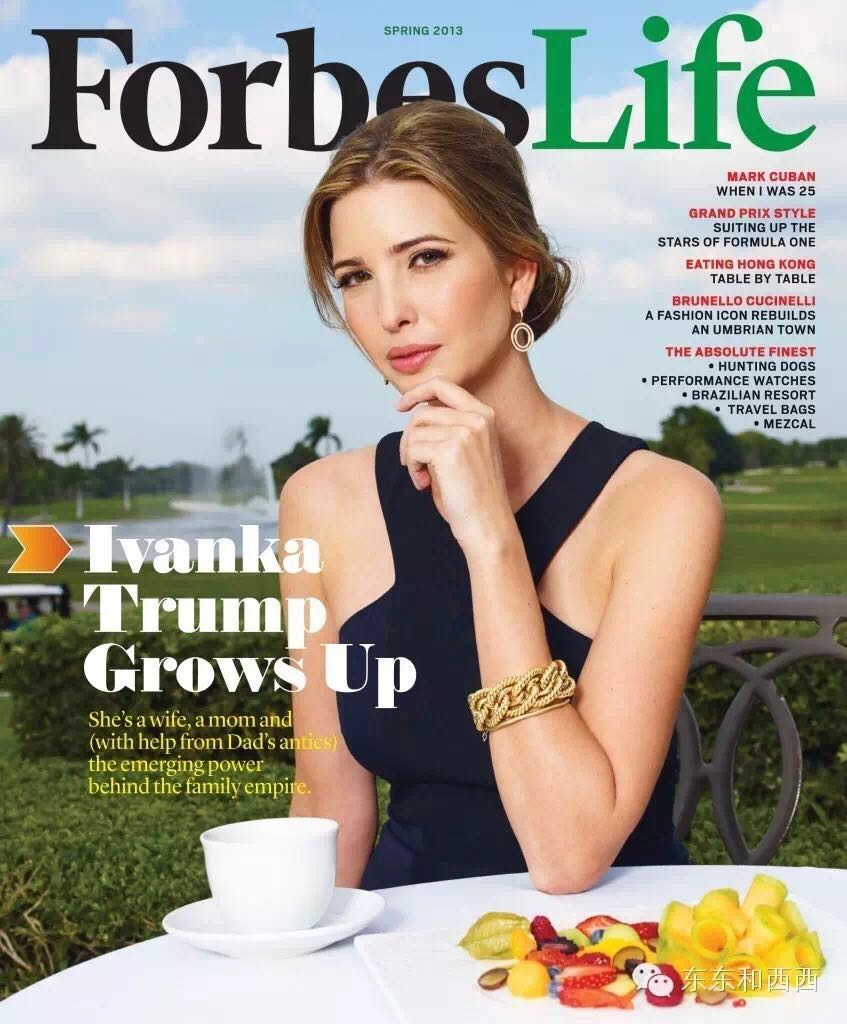 SPRING 2013
ForbesLife
MARK CUBAN
WHEN I WAS 25
GRAND PRIX STYLE
SUITING UP THE
STARS OF FORMULA ONE
EATING HONG KONG
TABLE BY TABLE
BRUNELLO CUCINELLI
A FASHION ICON REBUILDS
AN UMBRIAN TOWN
THE ABSOLUTE FINEST
• HUNTING DOGS
• PERFORMANCE WATCHES
• BRAZILIAN RESORT
• TRAVEL BAGS
• MEZCAL
Ivanka
Trump
Grows Up
She's a wife, a mom and
(with help from Dad's antics)
the emerging power
behind the family empire.
东东和西西